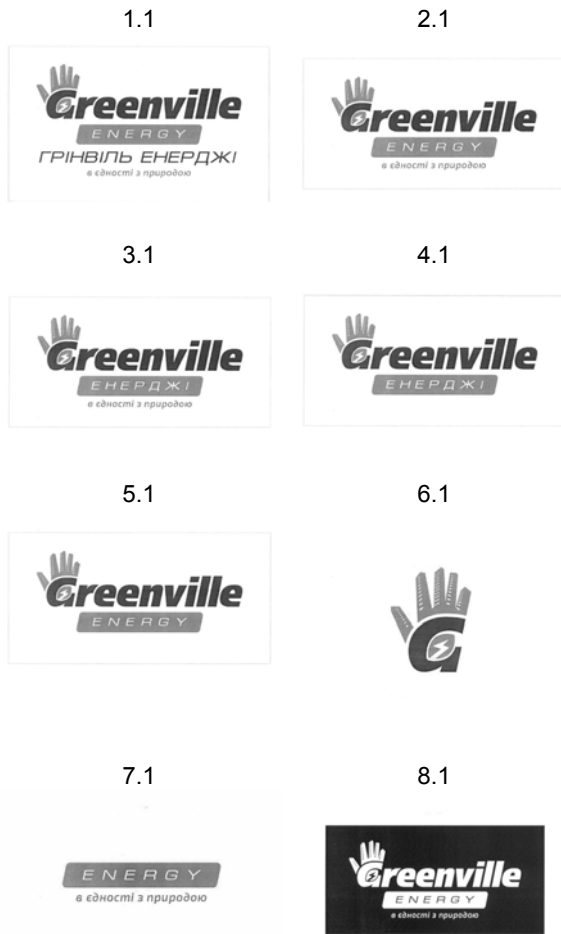 1.1
2.1
Greenville
ENERGY
ГРІНВІЛЬ ЕНЕРДЖІ
в єдності з природою
Greenville
ENERGY
в єдності з природою
3.1
4.1
Greenville
ЕНЕРДЖІ
в єдності з природою
Greenville
ЕНЕРДЖІ
5.1
6.1
Greenville
ENERGY
G
7.1
8.1
ENERGY
в єдності з природою
Greenville
ENERGY
в єдності з природою